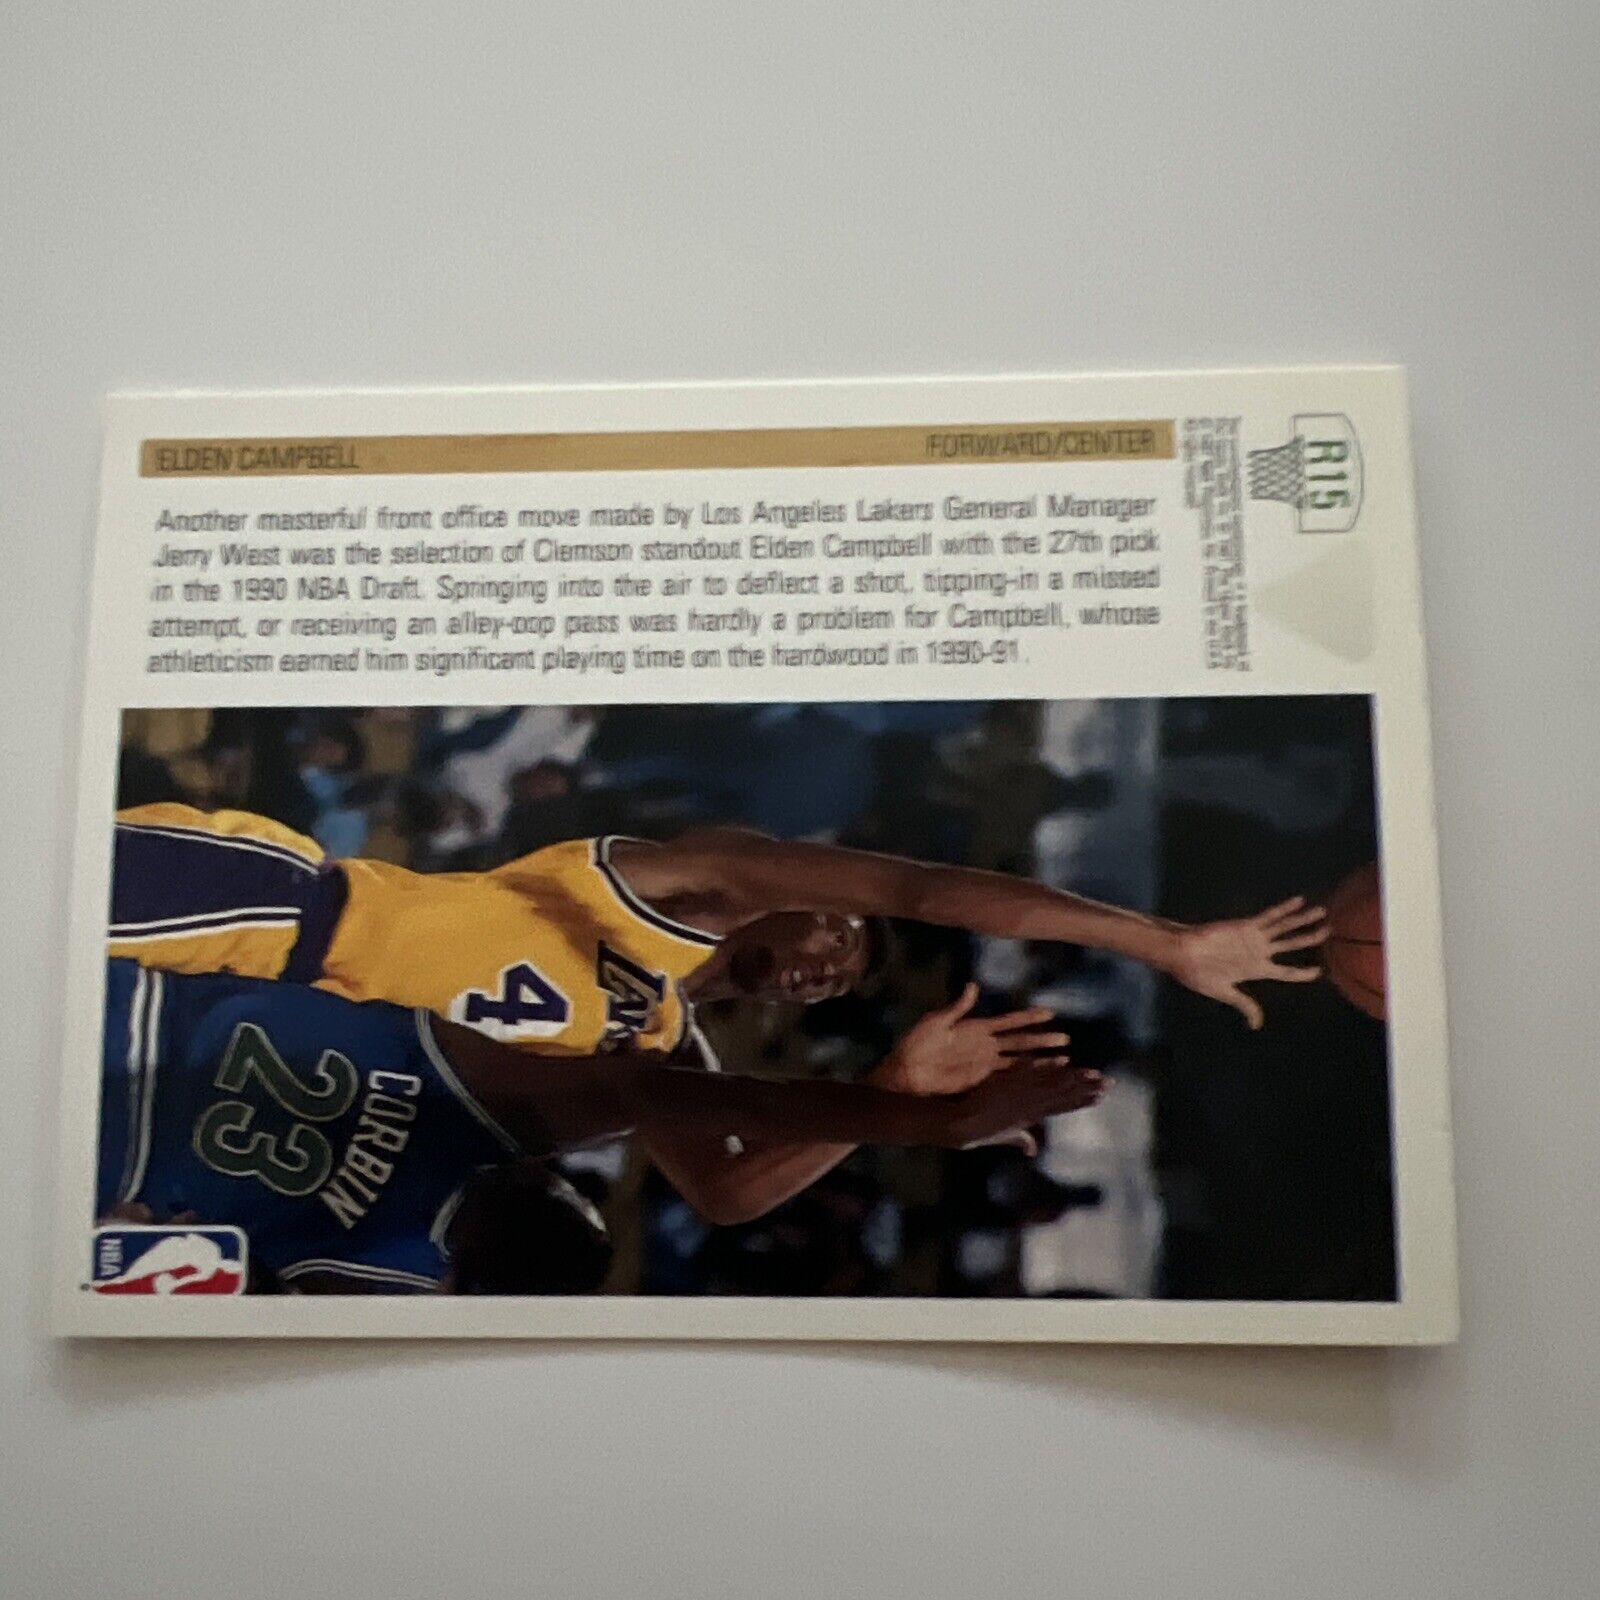 ELDEN CAMPBELL FORWARD/CENTER
Another masterful front office move made by Los Angeles Lakers General Manager
Jerry West was the selection of Clemson standout Elden Campbell with the 27th pick
in the 1990 NBA Draft. Springing into the air to deflect a shot, tipping-in a missed
attempt, or receiving an alley-oop pass was hardly a problem for Campbell, whose
athleticism earned him significant playing time on the hardwood in 1990-91.
R15
4
CORBIN
23
NBA